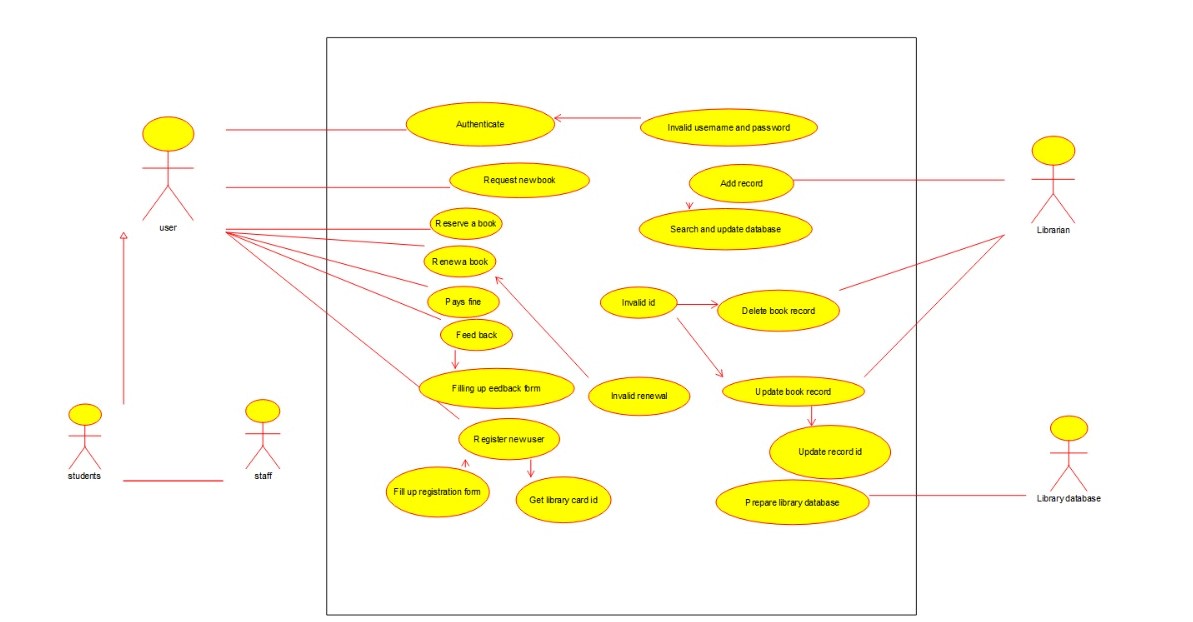 Authenticate
Invalid username and password
Request new book
Add record
user
Reserve a book
Search and update database
Librarian
Renew a book
Pays fine
Invalid id
Delete book record
Feed back
Filling up eedback form
Invalid renewal
Update book record
Register new user
Update record id
students
staff
Fill up registration form
Get library card id
Prepare library database
Library database